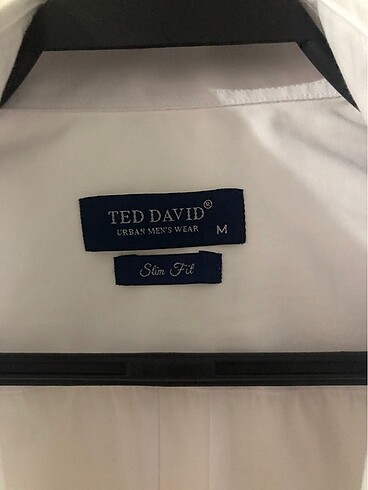 TED DAVID®
URBAN MEN'S WEAR M
Slim Fit